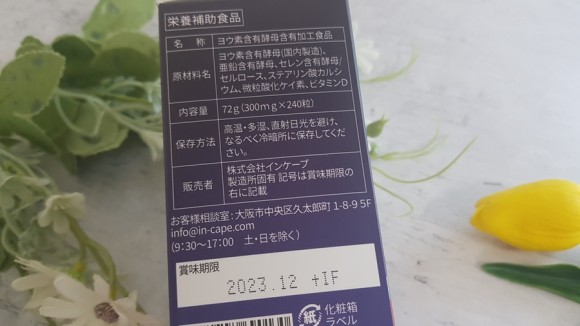 栄養補助食品
名 称 ヨウ素含有酵母含有加工食品
原材料名 ヨウ素含有酵母(国内製造)、
亜鉛含有酵母、セレン含有酵母/
セルロース、ステアリン酸カルシ
ウム、微粒酸化ケイ素、ビタミンD
内容量 72g(300mg×240粒)
保存方法 高温・多湿、直射日光を避け、
なるべく冷暗所に保存してくだ
さい。
販売者 株式会社インケープ
製造所固有記号は賞味期限の
右に記載
お客様相談室:大阪市中央区久太郎町1-8-9 5F
info@in-cape.com
(9:30〜17:00 土・日を除く)
賞味期限
2023.12 +IF
紙
化粧箱
ラベル